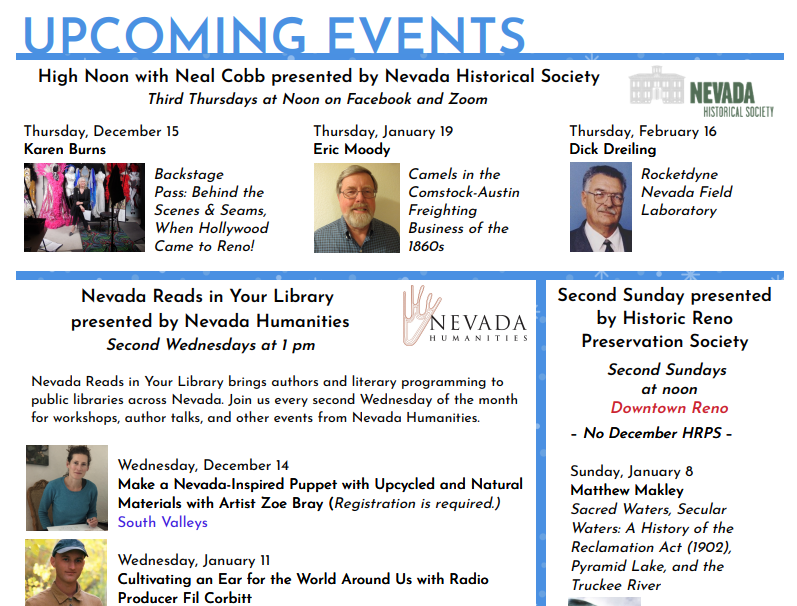 UPCOMING EVENTS
High Noon with Neal Cobb presented by Nevada Historical Society
Third Thursdays at Noon on Facebook and Zoom
NEVADA
HISTORICAL SOCIETY
Thursday, December 15
Karen Burns
Backstage
Pass: Behind the
Scenes & Seams,
When Hollywood
Came to Reno!
Thursday, January 19
Eric Moody
Camels in the
Comstock-Austin
Freighting
Business of the
1860s
Thursday, February 16
Dick Dreiling
Rocketdyne
Nevada Field
Laboratory
Nevada Reads in Your Library
presented by Nevada Humanities
Second Wednesdays at 1 pm
NEVADA
HUMANITIES
Nevada Reads in Your Library brings authors and literary programming to
public libraries across Nevada. Join us every second Wednesday of the month
for workshops, author talks, and other events from Nevada Humanities.
Wednesday, December 14
Make a Nevada-Inspired Puppet with Upcycled and Natural
Materials with Artist Zoe Bray (Registration is required.)
South Valleys
Wednesday, January 11
Cultivating an Ear for the World Around Us with Radio
Producer Fil Corbitt
Second Sunday presented
by Historic Reno
Preservation Society
Second Sundays
at noon
Downtown Reno
– No December HRPS –
Sunday, January 8
Matthew Makley
Sacred Waters, Secular
Waters: A History of the
Reclamation Act (1902),
Pyramid Lake, and the
Truckee River